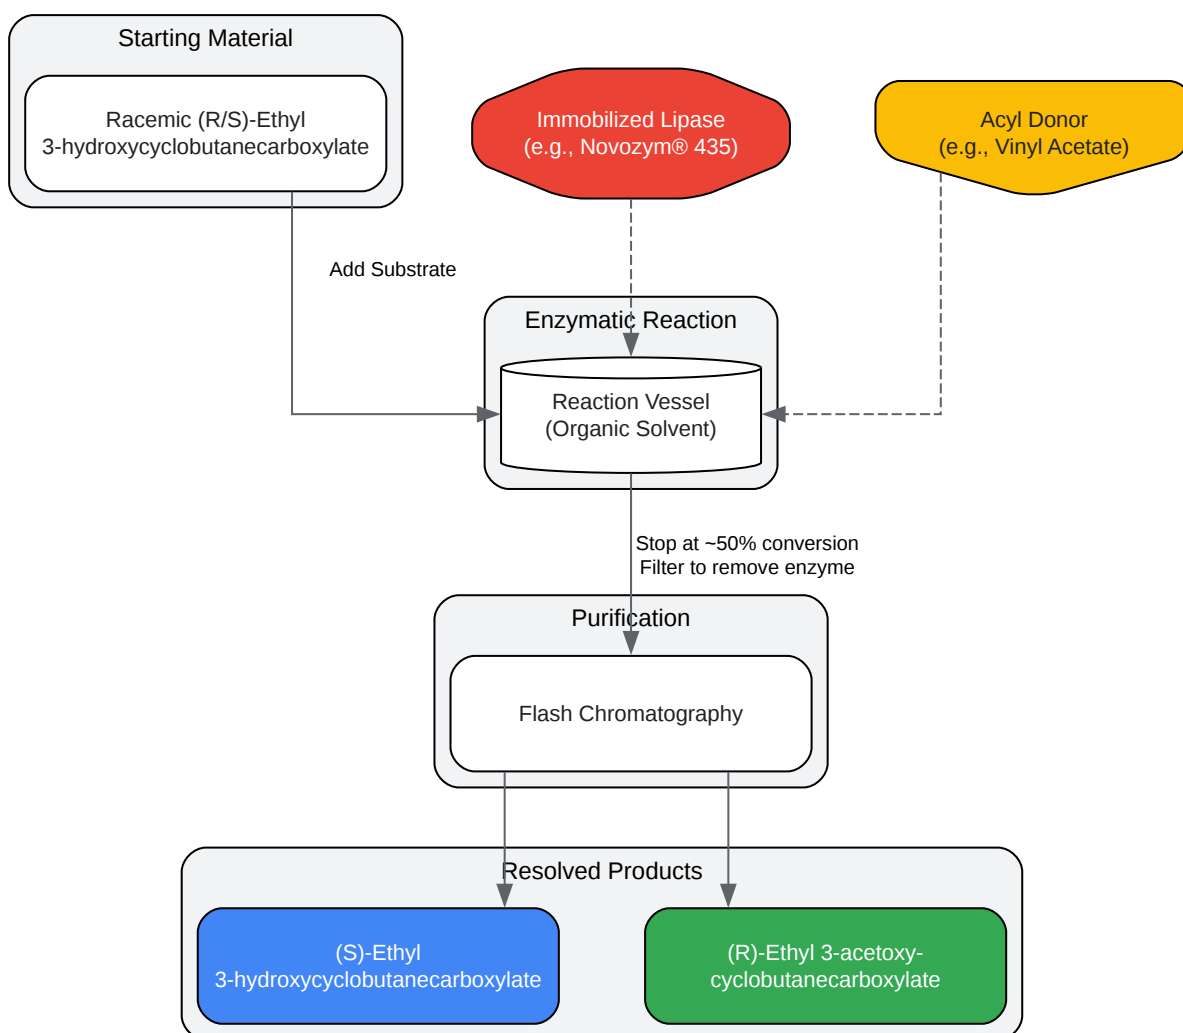 Starting Material
Racemic (R/S)-Ethyl
3-hydroxycyclobutanecarboxylate
Immobilized Lipase
(e.g., Novozym® 435)
Acyl Donor
(e.g., Vinyl Acetate)
Add Substrate
Enzymatic Reaction
Reaction Vessel
(Organic Solvent)
Stop at ~50% conversion
Filter to remove enzyme
Purification
Flash Chromatography
Resolved Products
(S)-Ethyl
3-hydroxycyclobutanecarboxylate
(R)-Ethyl 3-acetoxy-
cyclobutanecarboxylate